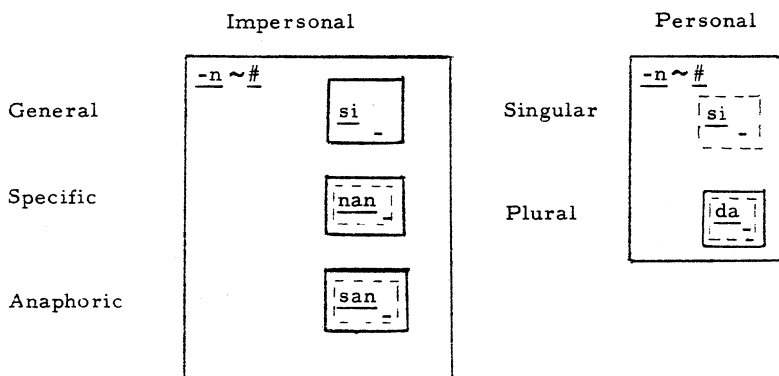 Impersonal Personal
-n ~ # -n ~ #
General si _ Singular si _
Specific nan _ Plural da _
Anaphoric san _